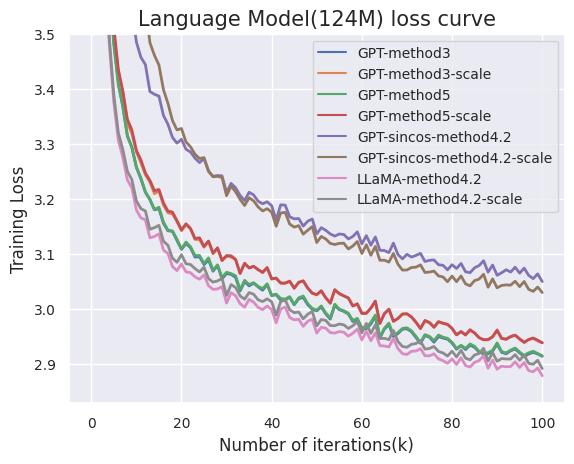 Language Model(124M) loss curve
3.5
3.4
3.3
3.2
3.1
3.0
2.9
Training Loss
GPT-method3
GPT-method3-scale
GPT-method5
GPT-method5-scale
GPT-sincos-method4.2
GPT-sincos-method4.2-scale
LLaMA-method4.2
LLaMA-method4.2-scale
0 20 40 60 80 100
Number of iterations(k)